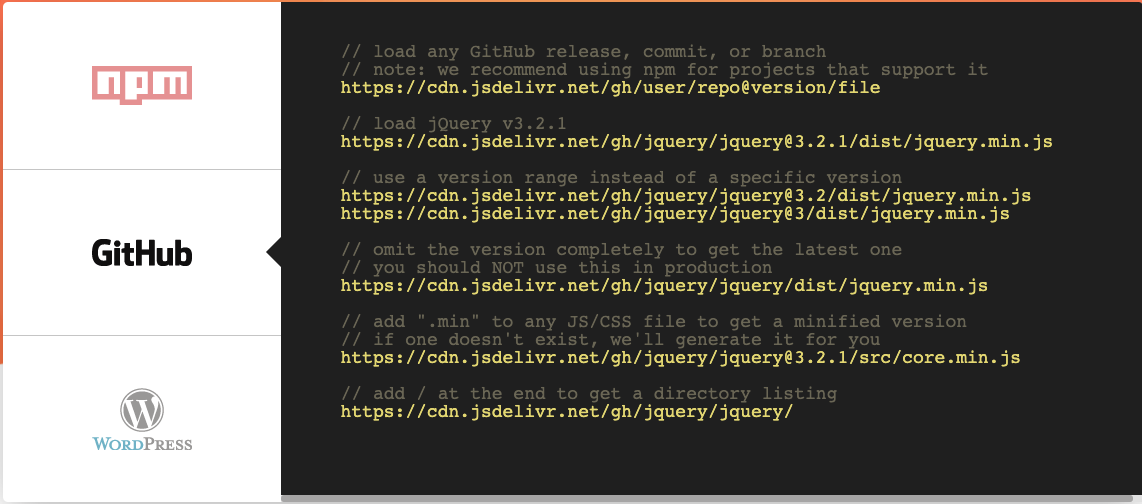 npm
GitHub
WORDPRESS
// load any GitHub release, commit, or branch
// note: we recommend using npm for projects that support it
https://cdn.jsdelivr.net/gh/user/repo@version/file
// load jQuery v3.2.1
https://cdn.jsdelivr.net/gh/jquery/jquery@3.2.1/dist/jquery.min.js
// use a version range instead of a specific version
https://cdn.jsdelivr.net/gh/jquery/jquery@3.2/dist/jquery.min.js
https://cdn.jsdelivr.net/gh/jquery/jquery@3/dist/jquery.min.js
// omit the version completely to get the latest one
// you should NOT use this in production
https://cdn.jsdelivr.net/gh/jquery/jquery/dist/jquery.min.js
// add ".min" to any JS/CSS file to get a minified version
// if one doesn't exist, we'll generate it for you
https://cdn.jsdelivr.net/gh/jquery/jquery@3.2.1/src/core.min.js
// add / at the end to get a directory listing
https://cdn.jsdelivr.net/gh/jquery/jquery/